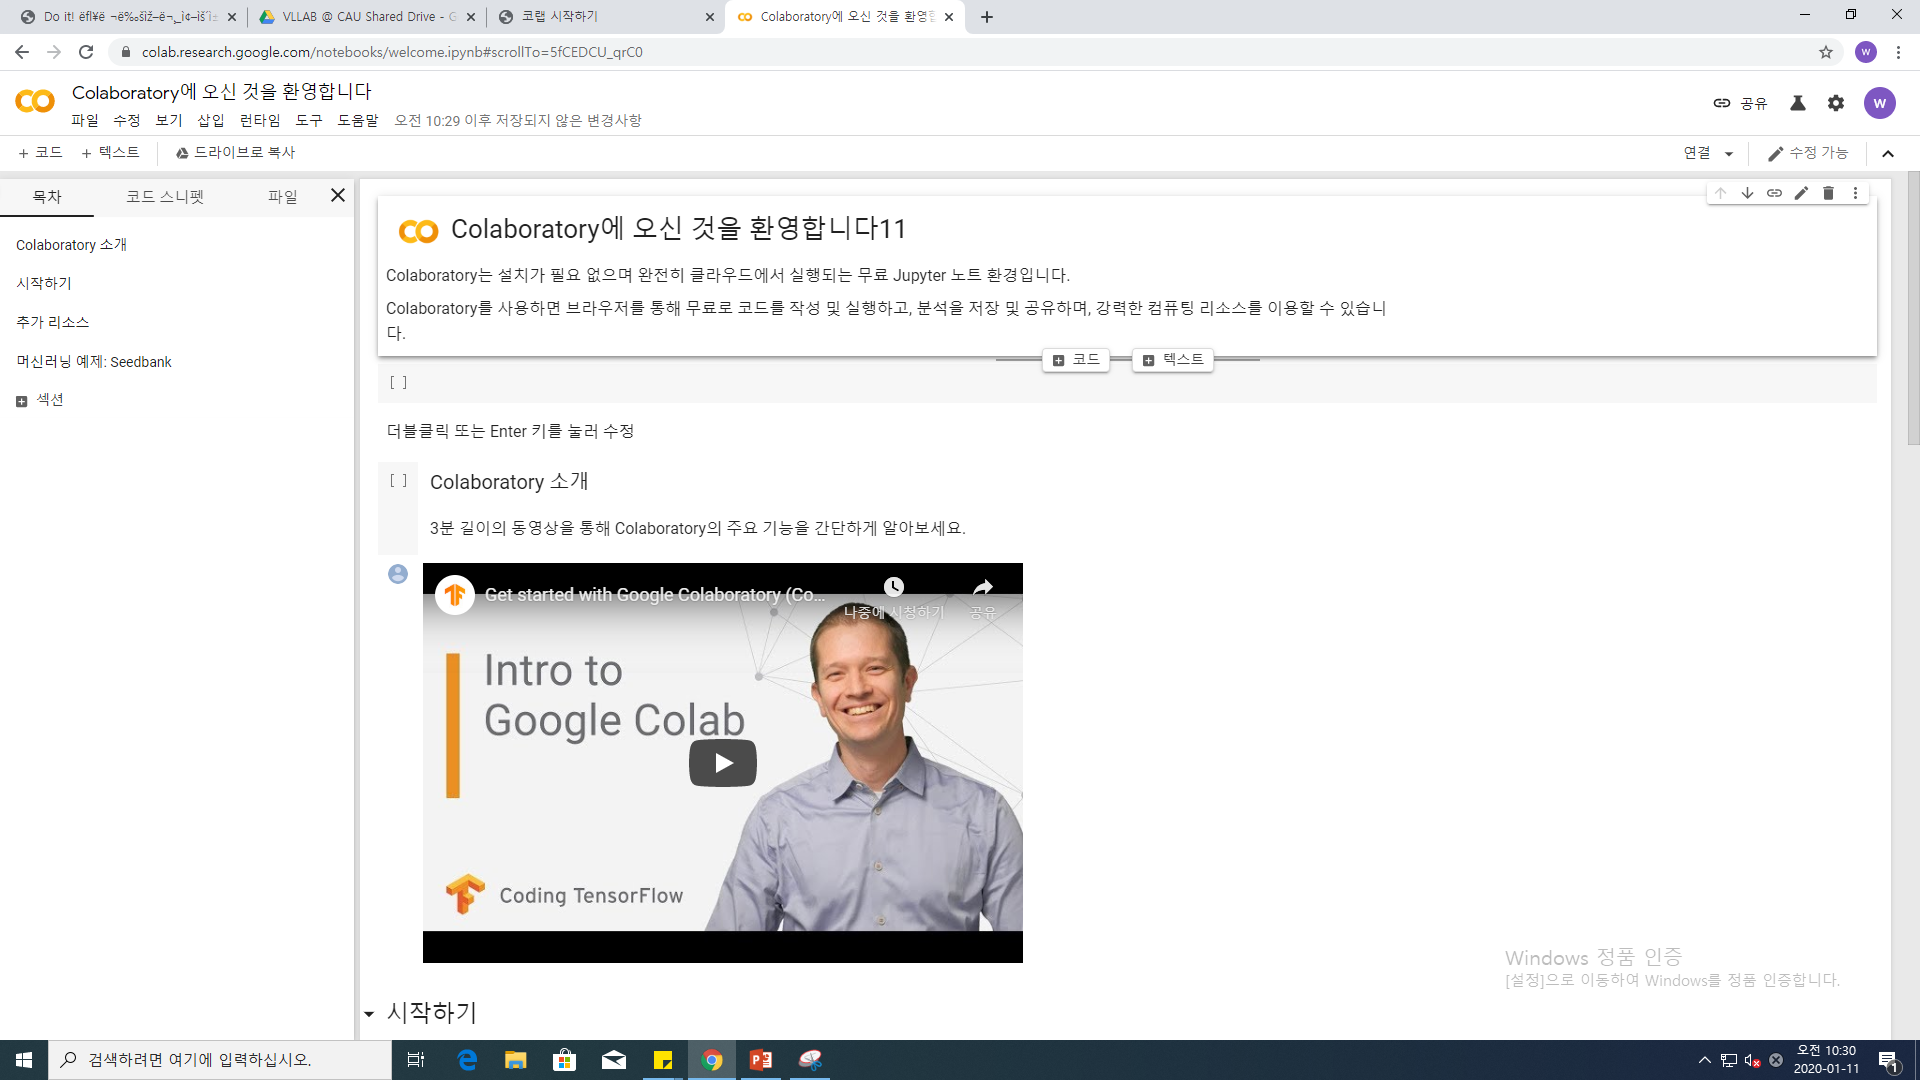 VLLAB @ CAU Shared Drive - G
코랩 시작하기
Colaboratory에 오신 것을 환영합
colab.research.google.com/notebooks/welcome.ipynb#scrollTo=5fCEDCU_qrC0
W
Colaboratory에 오신 것을 환영합니다
공유
W
파일 수정 보기 삽입 런타임 도구 도움말 오전 10:29 이후 저장되지 않은 변경사항
+ 코드 + 텍스트 드라이브로 복사
연결 수정 가능
목차 코드 스니펫 파일
Colaboratory 소개
시작하기
추가 리소스
머신러닝 예제: Seedbank
섹션
CO Colaboratory에 오신 것을 환영합니다11
Colaboratory는 설치가 필요 없으며 완전히 클라우드에서 실행되는 무료 Jupyter 노트 환경입니다.
Colaboratory를 사용하면 브라우저를 통해 무료로 코드를 작성 및 실행하고, 분석을 저장 및 공유하며, 강력한 컴퓨팅 리소스를 이용할 수 있습니
다.
코드 텍스트
[ ]
더블클릭 또는 Enter 키를 눌러 수정
[ ] Colaboratory 소개
3분 길이의 동영상을 통해 Colaboratory의 주요 기능을 간단하게 알아보세요.
Get started with Google Colaboratory (Co...
나중에 시청하기 공유
Intro to
Google Colab
Coding TensorFlow
Windows 정품 인증
[설정]으로 이동하여 Windows를 정품 인증합니다.
시작하기
검색하려면 여기에 입력하십시오.
오전 10:30
2020-01-11
1